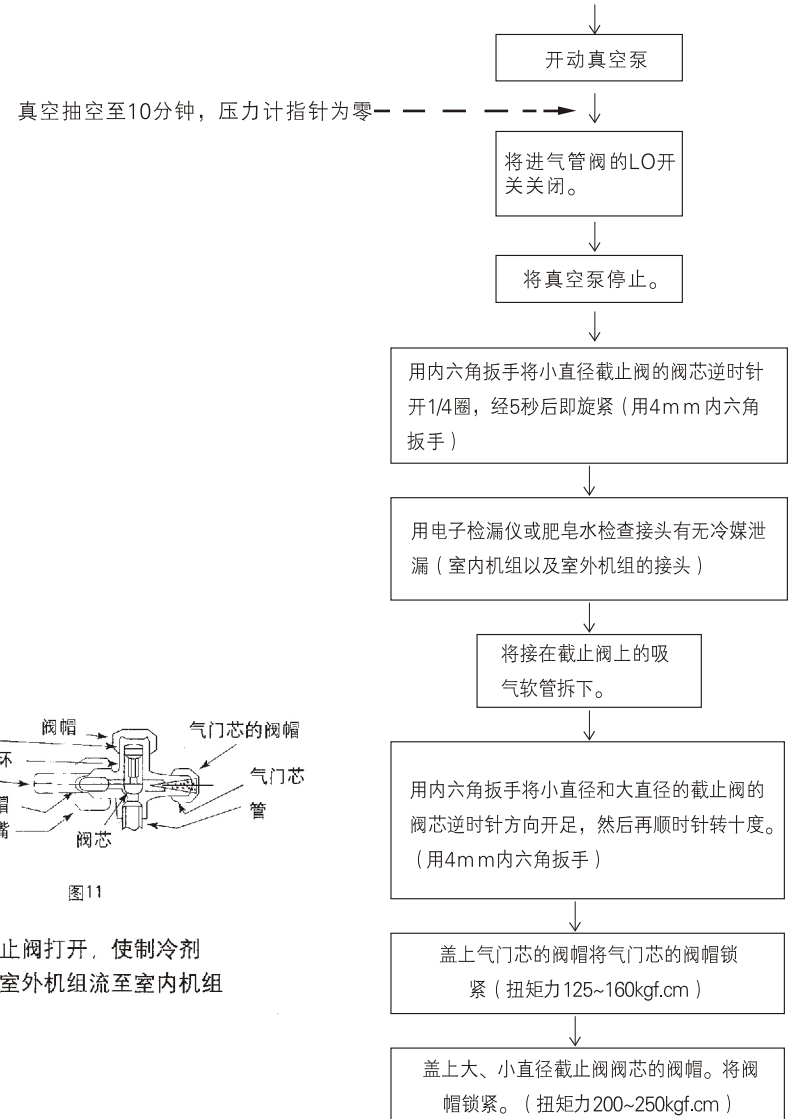 开动真空泵
真空抽空至10分钟，压力计指针为零
将进气管阀的LO开
关关闭。
将真空泵停止。
用内六角扳手将小直径截止阀的阀芯逆时针
开1/4圈，经5秒后即旋紧（用4mm内六角
扳手）
用电子检漏仪或肥皂水检查接头有无冷媒泄
漏（室内机组以及室外机组的接头）
将接在截止阀上的吸
气软管拆下。
用内六角扳手将小直径和大直径的截止阀的
阀芯逆时针方向开足，然后再顺时针转十度。
（用4mm内六角扳手）
盖上气门芯的阀帽将气门芯的阀帽锁
紧（扭矩力125~160kgf.cm）
盖上大、小直径截止阀阀芯的阀帽。将阀
帽锁紧。（扭矩力200~250kgf.cm）
阀帽
气门芯的阀帽
环
气门芯
帽
管
嘴
阀芯
图11
止阀打开，使制冷剂
室外机组流至室内机组